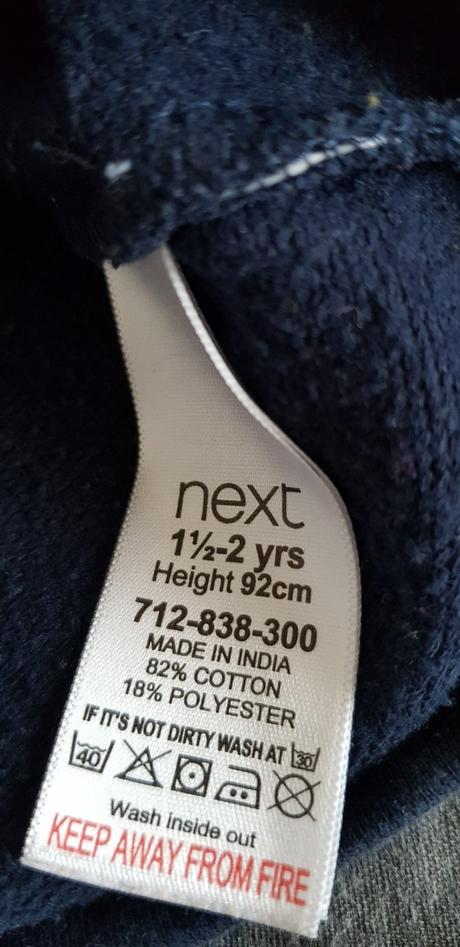 next
1½-2 yrs
Height 92cm
712-838-300
MADE IN INDIA
82% COTTON
18% POLYESTER
IF IT'S NOT DIRTY WASH AT 30
40
Wash inside out
KEEP AWAY FROM FIRE